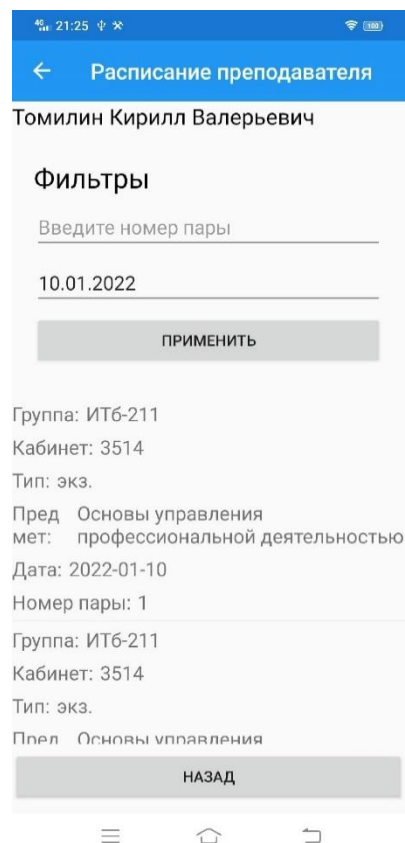 4G 21:25 100
Расписание преподавателя
Томилин Кирилл Валерьевич
Фильтры
Введите номер пары
10.01.2022
ПРИМЕНИТЬ
Группа: ИТб-211
Кабинет: 3514
Тип: экз.
Пред Основы управления
мет: профессиональной деятельностью
Дата: 2022-01-10
Номер пары: 1
Группа: ИТб-211
Кабинет: 3514
Тип: экз.
Пред Основы управления
НАЗАД